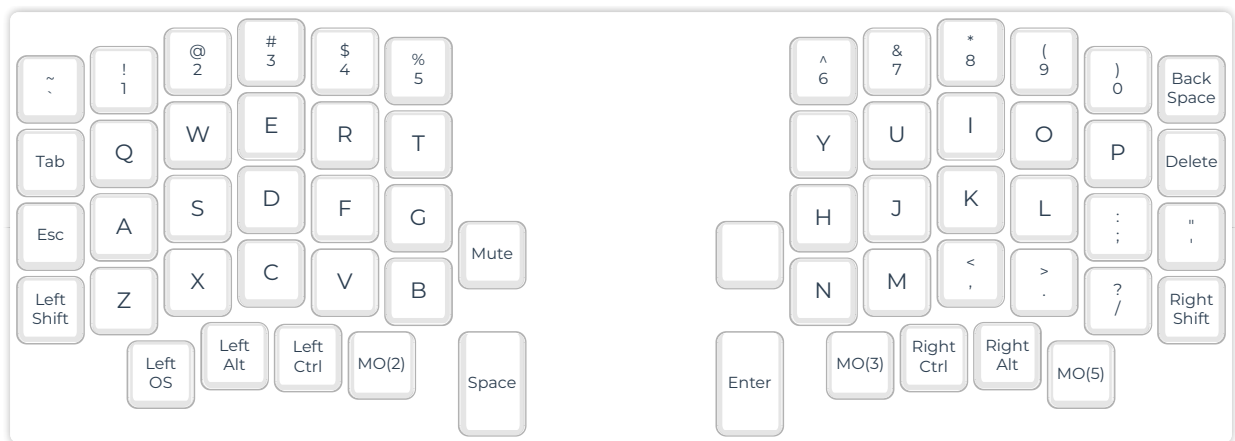 ~
`
!
1
@
2
#
3
$
4
%
5
^
6
&
7
*
8
(
9
)
0
Back
Space
Tab
Q
W
E
R
T
Y
U
I
O
P
Delete
Esc
A
S
D
F
G
Mute
H
J
K
L
:
;
"
'
Left
Shift
Z
X
C
V
B
N
M
<
,
>
.
?
/
Right
Shift
Left
OS
Left
Alt
Left
Ctrl
MO(2)
Space
Enter
MO(3)
Right
Ctrl
Right
Alt
MO(5)